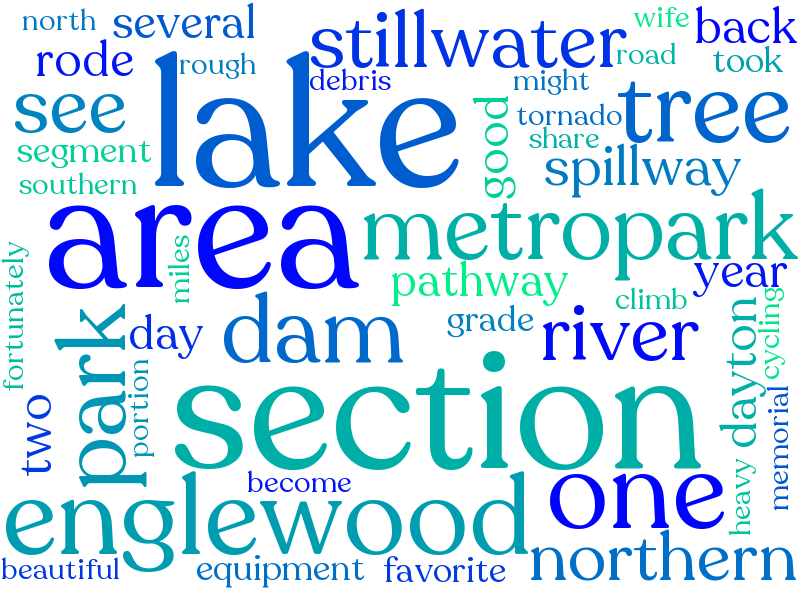 north
several
stillwater
wife
back
rode
rough
debris
might
road
took
see
lake
good
tornado
tree
segment
share
southern
spillway
area
metropark
fortunately
miles
pathway
year
climb
park
day
dam
grade
river
dayton
cycling
two
portion
section
memorial
become
one
heavy
englewood
northern
beautiful
equipment
favorite